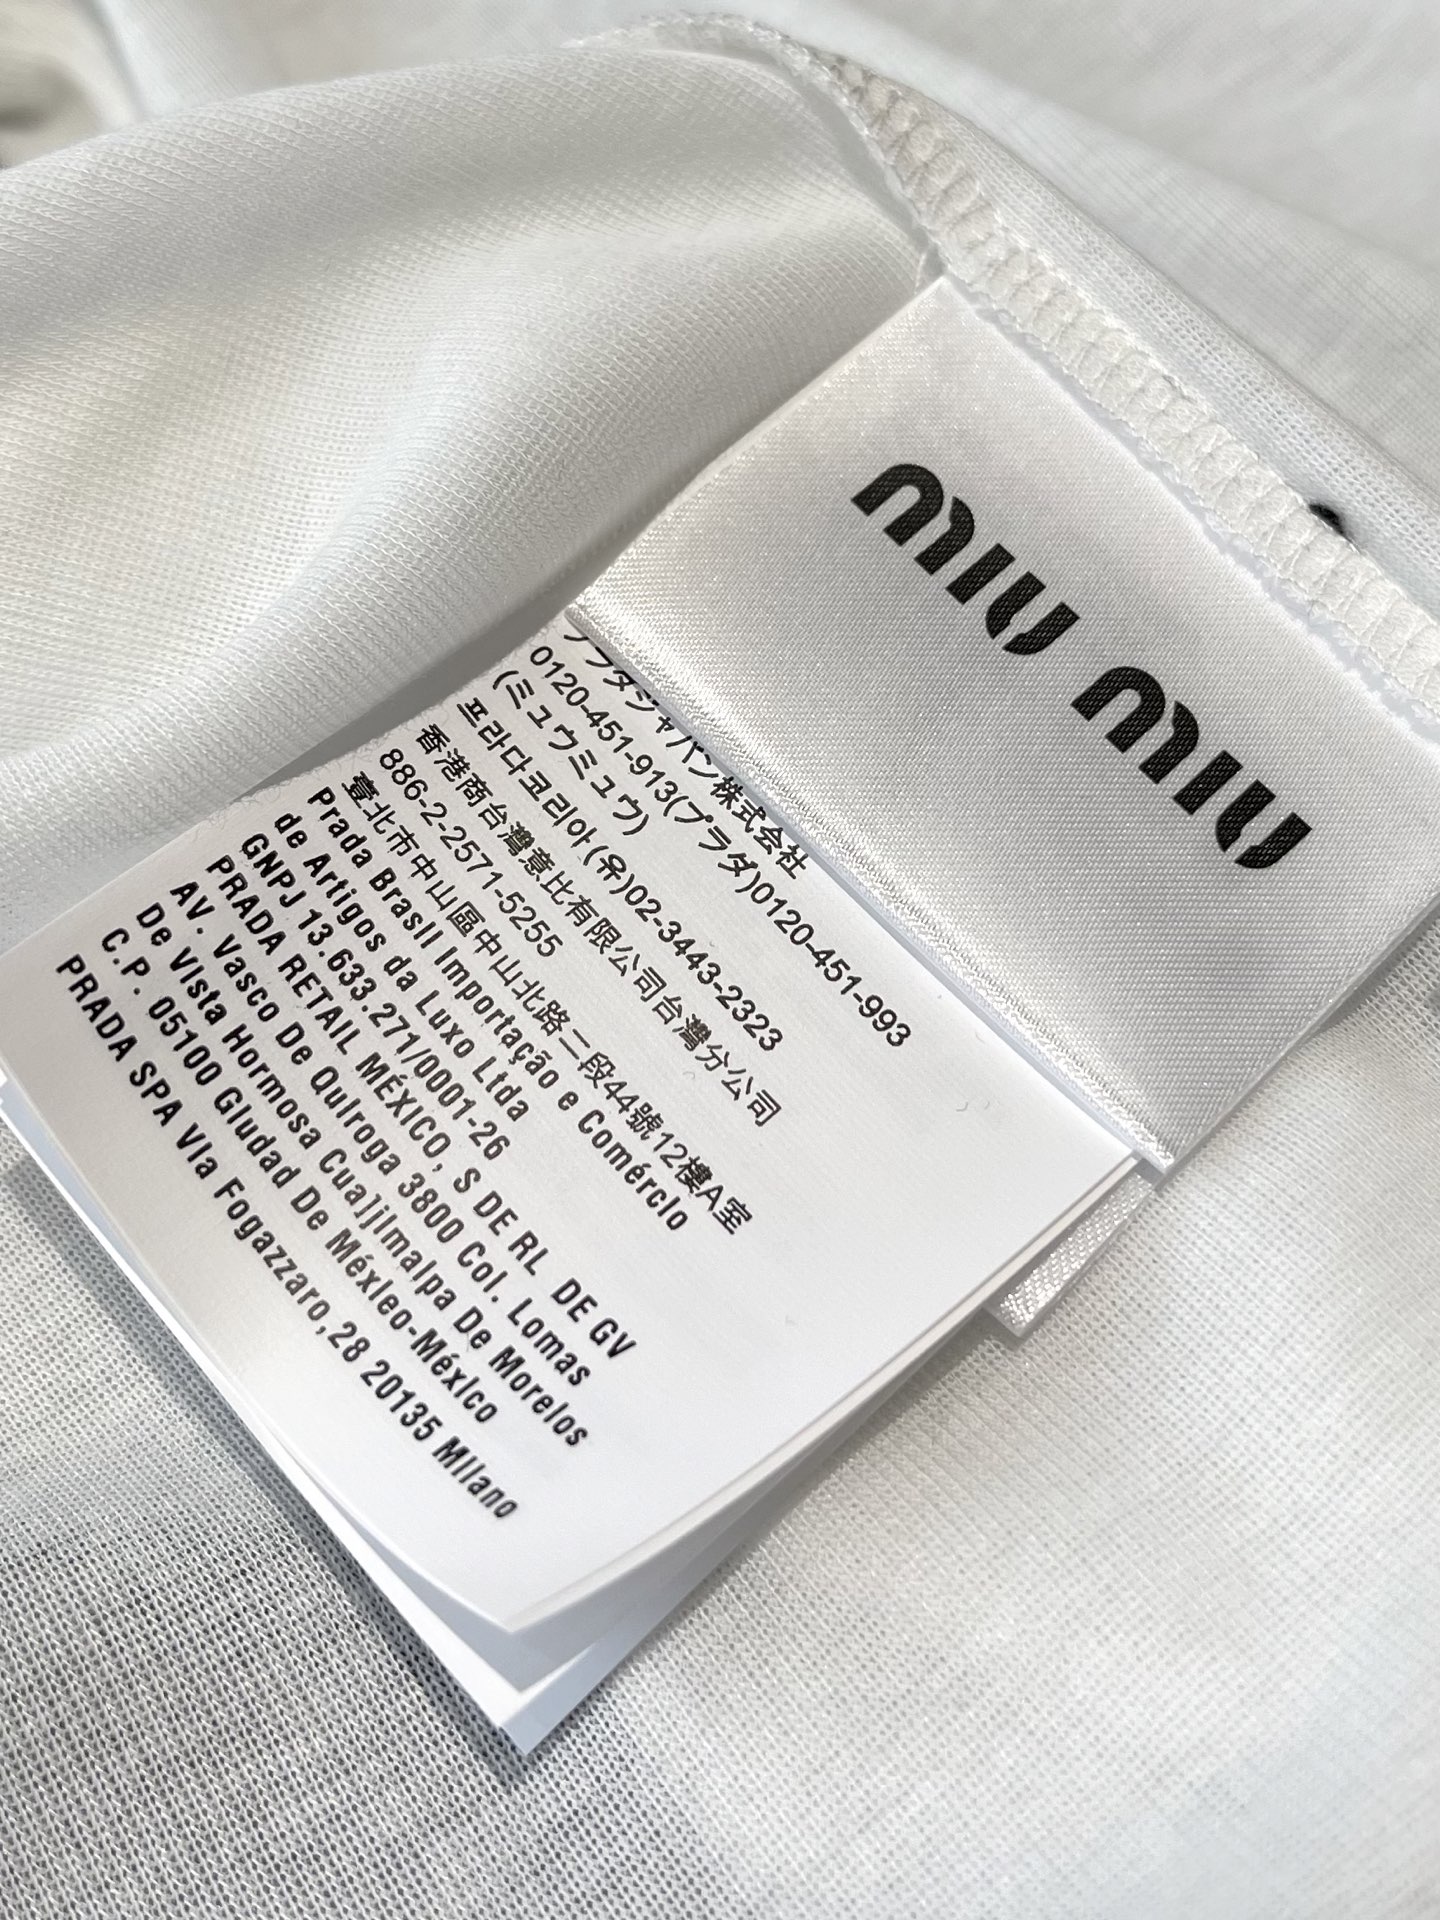 miu miu
プラダジャパン株式会社
0120-451-913(プラダ)0120-451-993
(ミュウミュウ)
프라다코리아(유)02-3443-2323
香港商台灣意比有限公司台灣分公司
886-2-2571-5255
臺北市中山區中山北路二段44號12樓A室
Prada BrasIl Importação e ComércIo
de Artigos da Luxo Ltda
GNPJ 13.633.271/0001-26
PRADA RETAIL MÉXICO, S DE RL DE GV
AV. Vasco De QuIroga 3800 Col. Lomas
De VIsta Hormosa Cua]jImalpa De Morelos
C.P. 05100 GIudad De MéxIeo-MéxIco
PRADA SPA VIa Fogazzaro,28 20135 MIlano